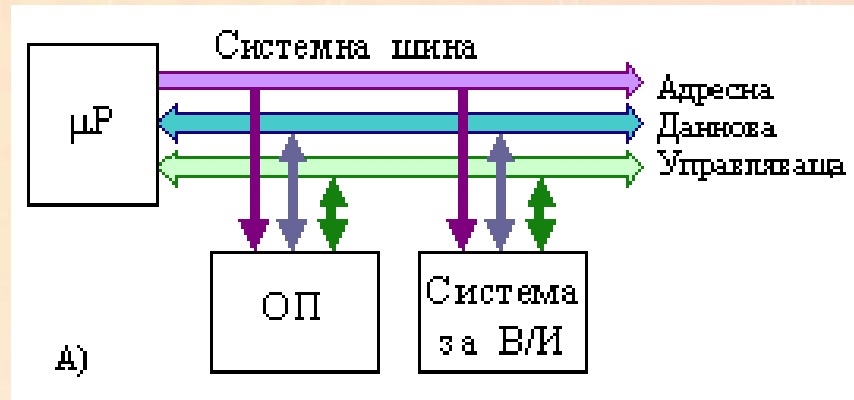 Системна шина
μP
Адресна
Даннова
Управляваща
ОП
Система
за В/И
А)